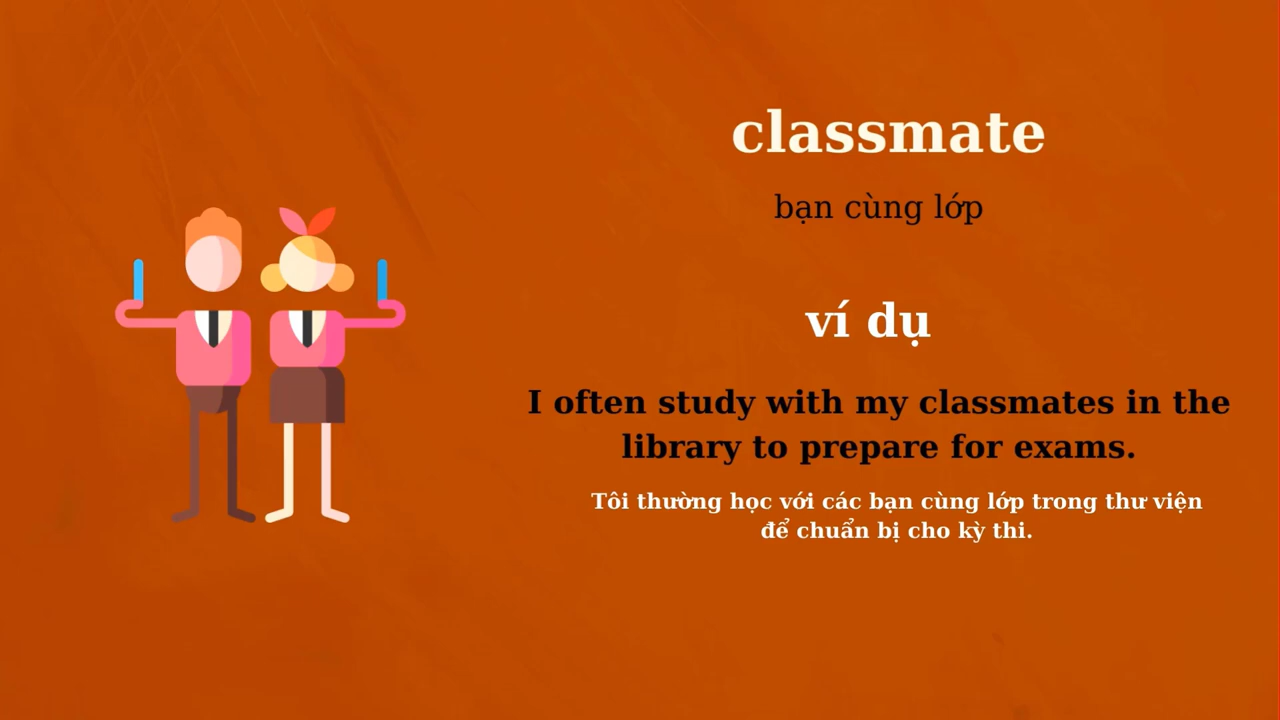 classmate
bạn cùng lớp
ví dụ
I often study with my classmates in the
library to prepare for exams.
Tôi thường học với các bạn cùng lớp trong thư viện
để chuẩn bị cho kỳ thi.